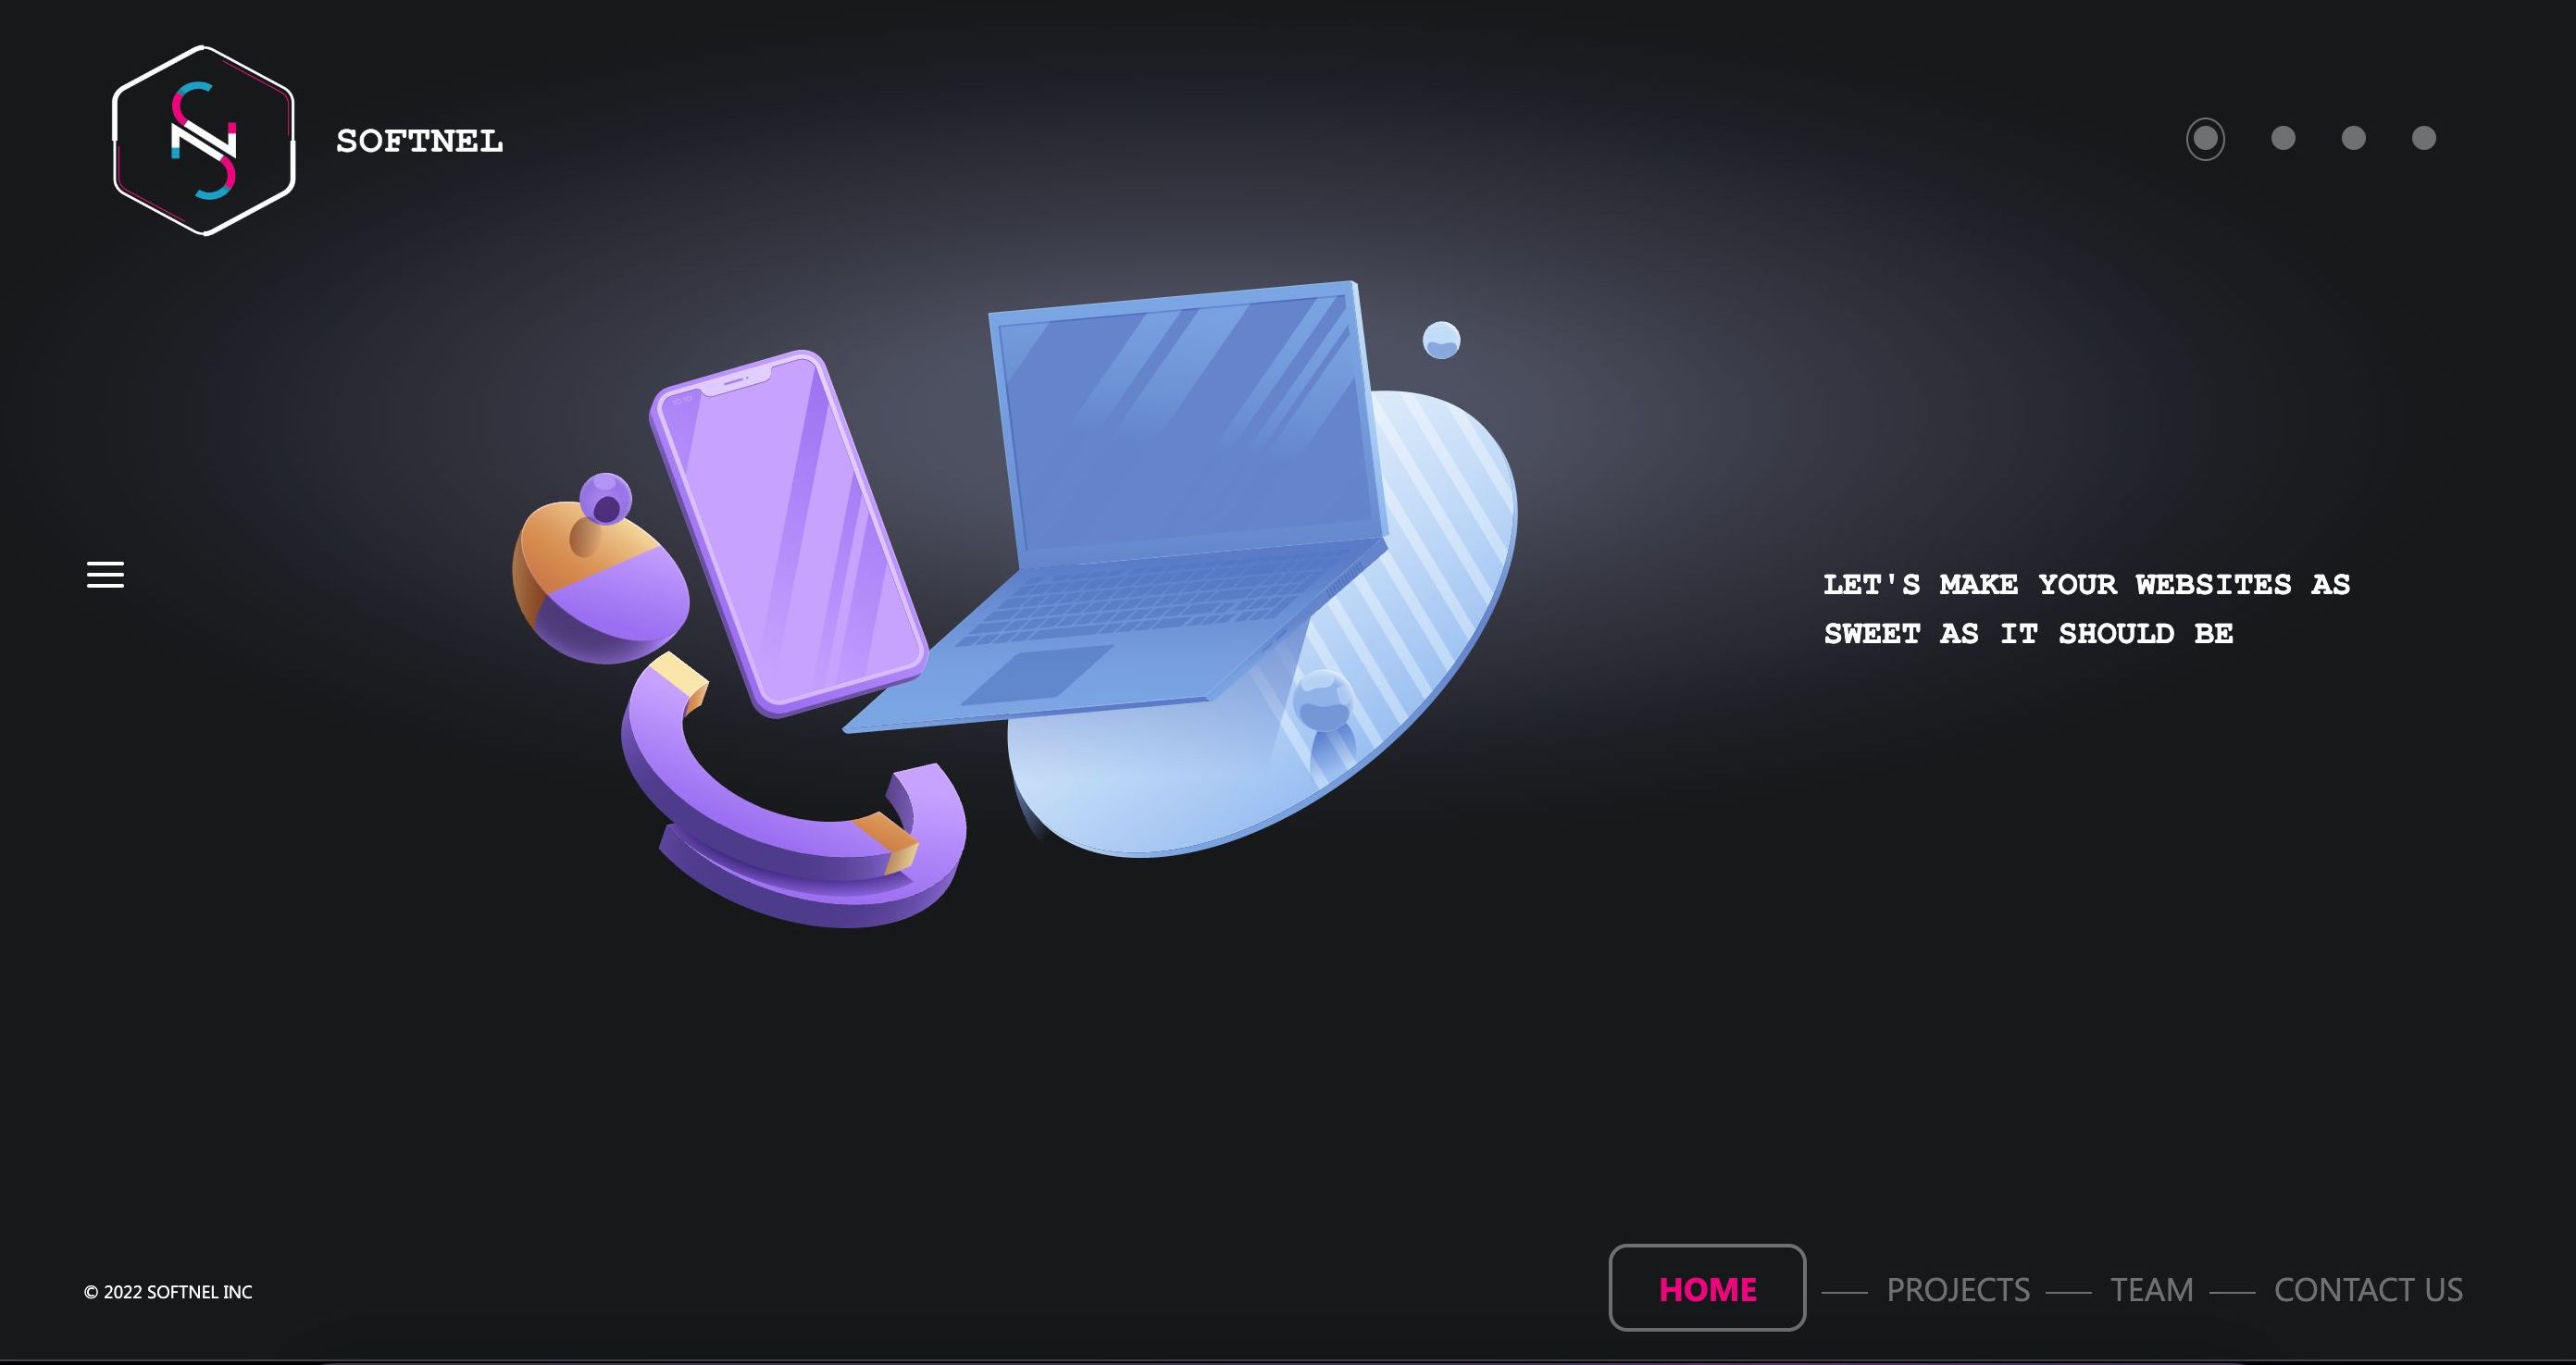 SOFTNEL
LET'S MAKE YOUR WEBSITES AS
SWEET AS IT SHOULD BE
© 2022 SOFTNEL INC
HOME — PROJECTS — TEAM — CONTACT US